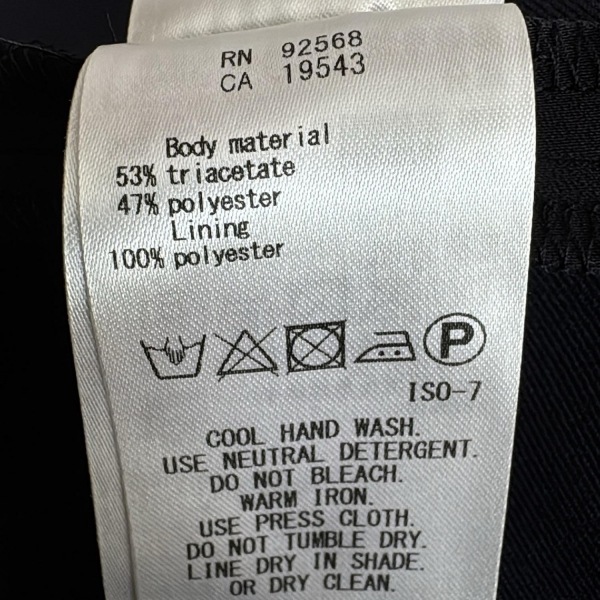 RN 92568
CA 19543
Body material
53% triacetate
47% polyester
Lining
100% polyester
P
ISO-7
COOL HAND WASH.
USE NEUTRAL DETERGENT.
DO NOT BLEACH.
WARM IRON.
USE PRESS CLOTH.
DO NOT TUMBLE DRY.
LINE DRY IN SHADE.
OR DRY CLEAN.